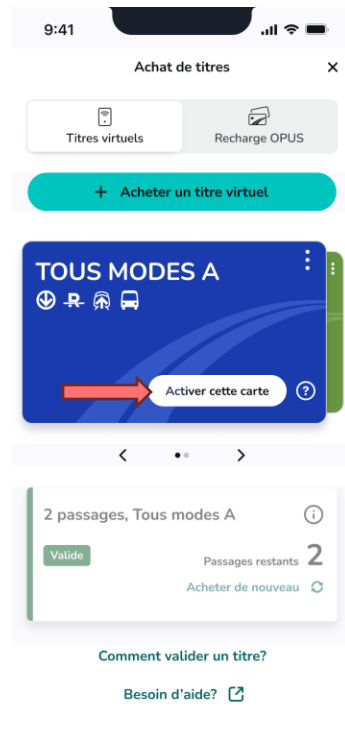 9:41
Achat de titres
Titres virtuels
Recharge OPUS
+ Acheter un titre virtuel
TOUS MODES A
R
Activer cette carte
?
2 passages, Tous modes A
Valide
Passages restants 2
Acheter de nouveau
Comment valider un titre?
Besoin d'aide?